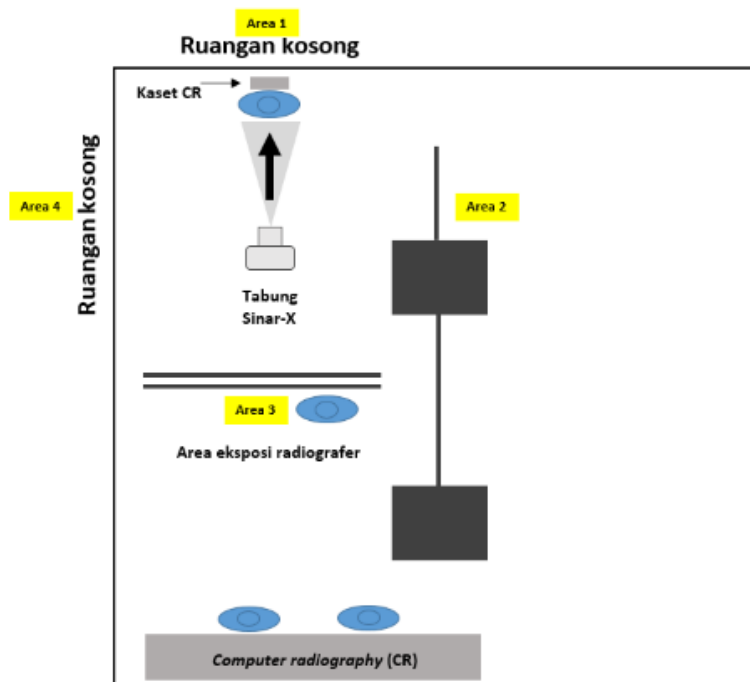 Area 1
Ruangan kosong
Kaset CR
Area 4
Ruangan kosong
Area 2
Tabung
Sinar-X
Area 3
Area eksposi radiografer
Computer radiography (CR)